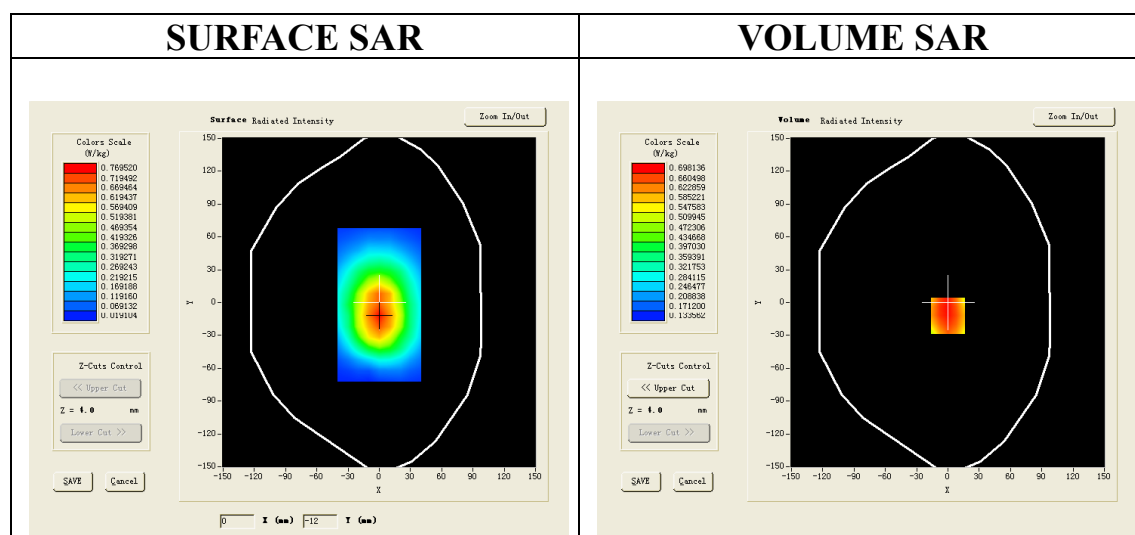 SURFACE SAR
VOLUME SAR
Surface Radiated Intensity
Zoom In/Out
Colors Scale
(W/kg)
0.769520
0.719492
0.669464
0.619437
0.569409
0.519381
0.469354
0.419326
0.369298
0.319271
0.269243
0.219215
0.169188
0.119160
0.069132
0.019104
150
120
90
60
30
0
-30
-60
-90
-120
-150
Y
-150 -120 -90 -60 -30 0 30 60 90 120 150
X
Z-Cuts Control
<< Upper Cut
Z = 4.0 mm
Lower Cut >>
SAVE Cancel
0 X (mm) -12 Y (mm)
Volume Radiated Intensity
Zoom In/Out
Colors Scale
(W/kg)
0.698136
0.660498
0.622859
0.585221
0.547583
0.509945
0.472306
0.434668
0.397030
0.359391
0.321753
0.284115
0.246477
0.208838
0.171200
0.133562
150
120
90
60
30
0
-30
-60
-90
-120
-150
Y
-150 -120 -90 -60 -30 0 30 60 90 120 150
X
Z-Cuts Control
<< Upper Cut
Z = 4.0 mm
Lower Cut >>
SAVE Cancel